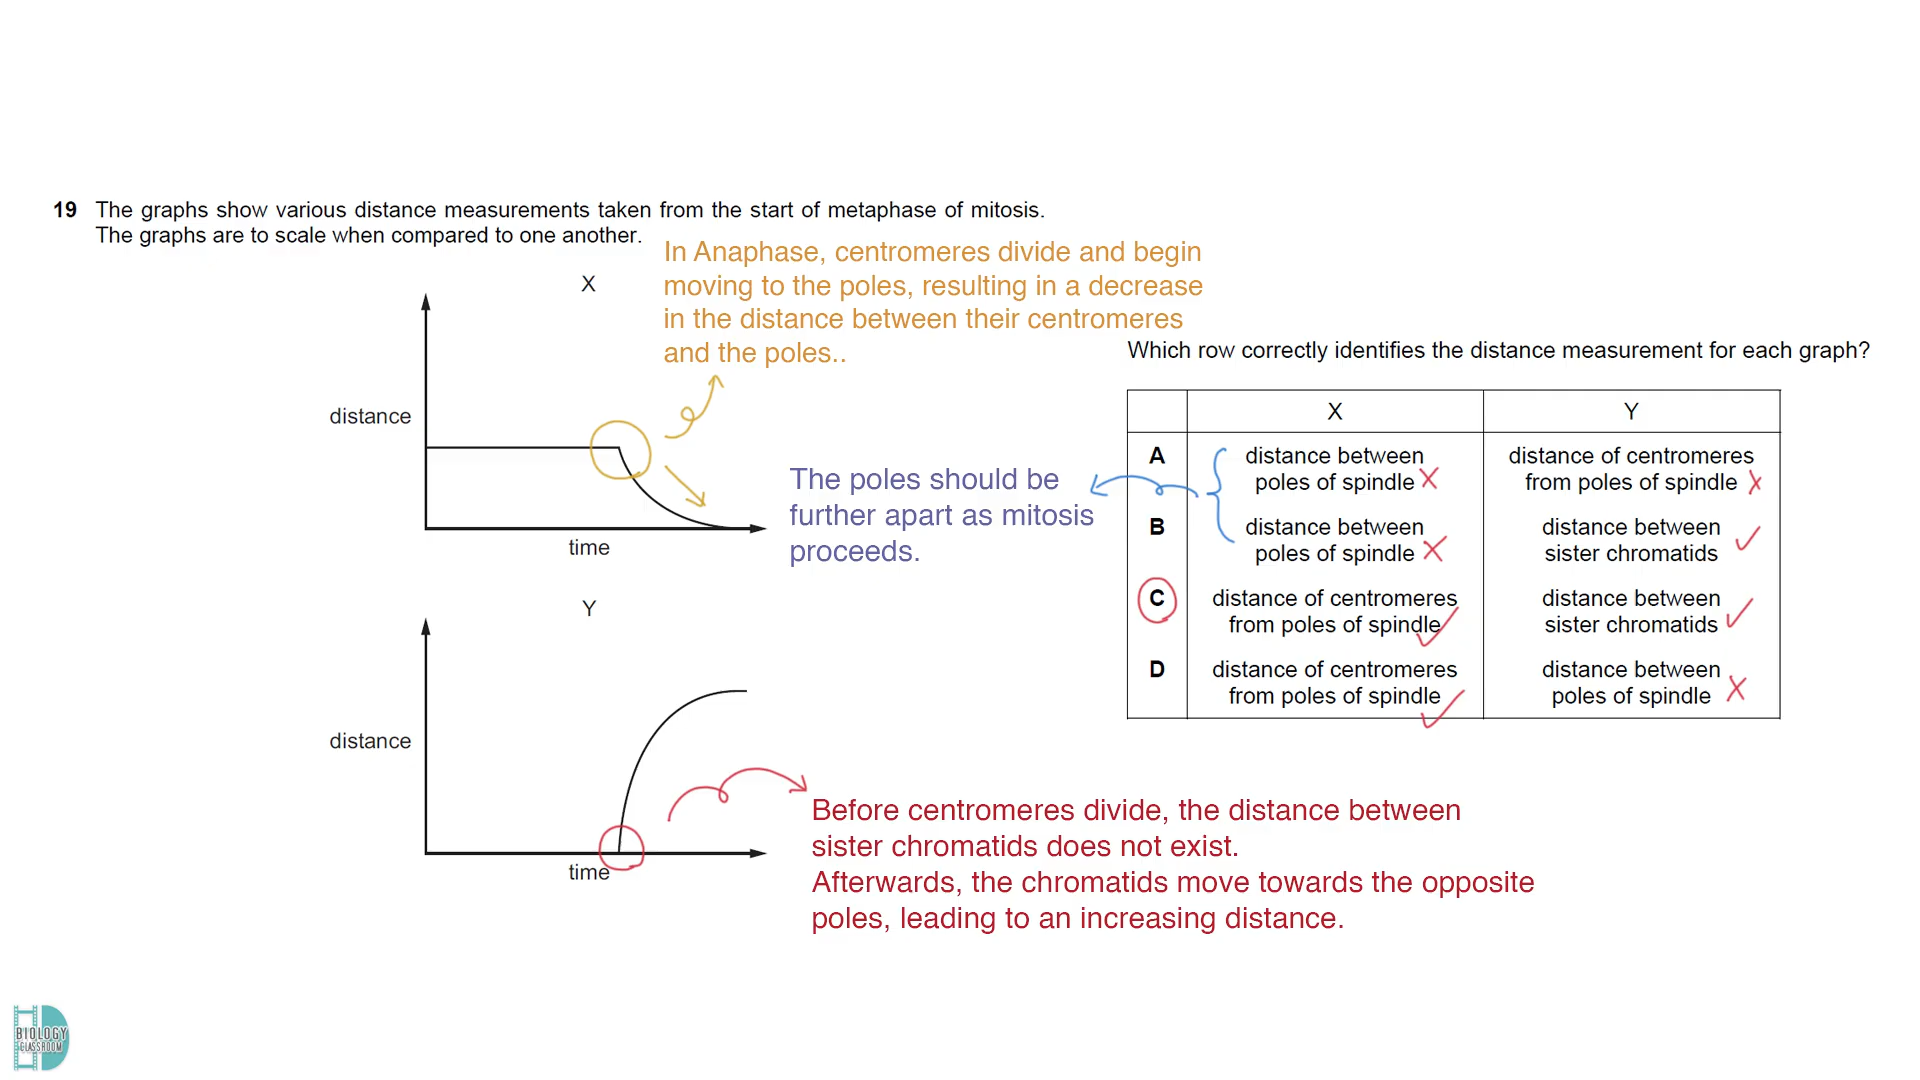 19 The graphs show various distance measurements taken from the start of metaphase of mitosis.
The graphs are to scale when compared to one another.
In Anaphase, centromeres divide and begin
moving to the poles, resulting in a decrease
in the distance between their centromeres
and the poles..
X
distance
time
The poles should be
further apart as mitosis
proceeds.
Y
distance
time
Before centromeres divide, the distance between
sister chromatids does not exist.
Afterwards, the chromatids move towards the opposite
poles, leading to an increasing distance.
Which row correctly identifies the distance measurement for each graph?
X Y
A distance between poles of spindle distance of centromeres from poles of spindle
B distance between poles of spindle distance between sister chromatids
C distance of centromeres from poles of spindle distance between sister chromatids
D distance of centromeres from poles of spindle distance between poles of spindle
BIOLOGY
CLASSROOM